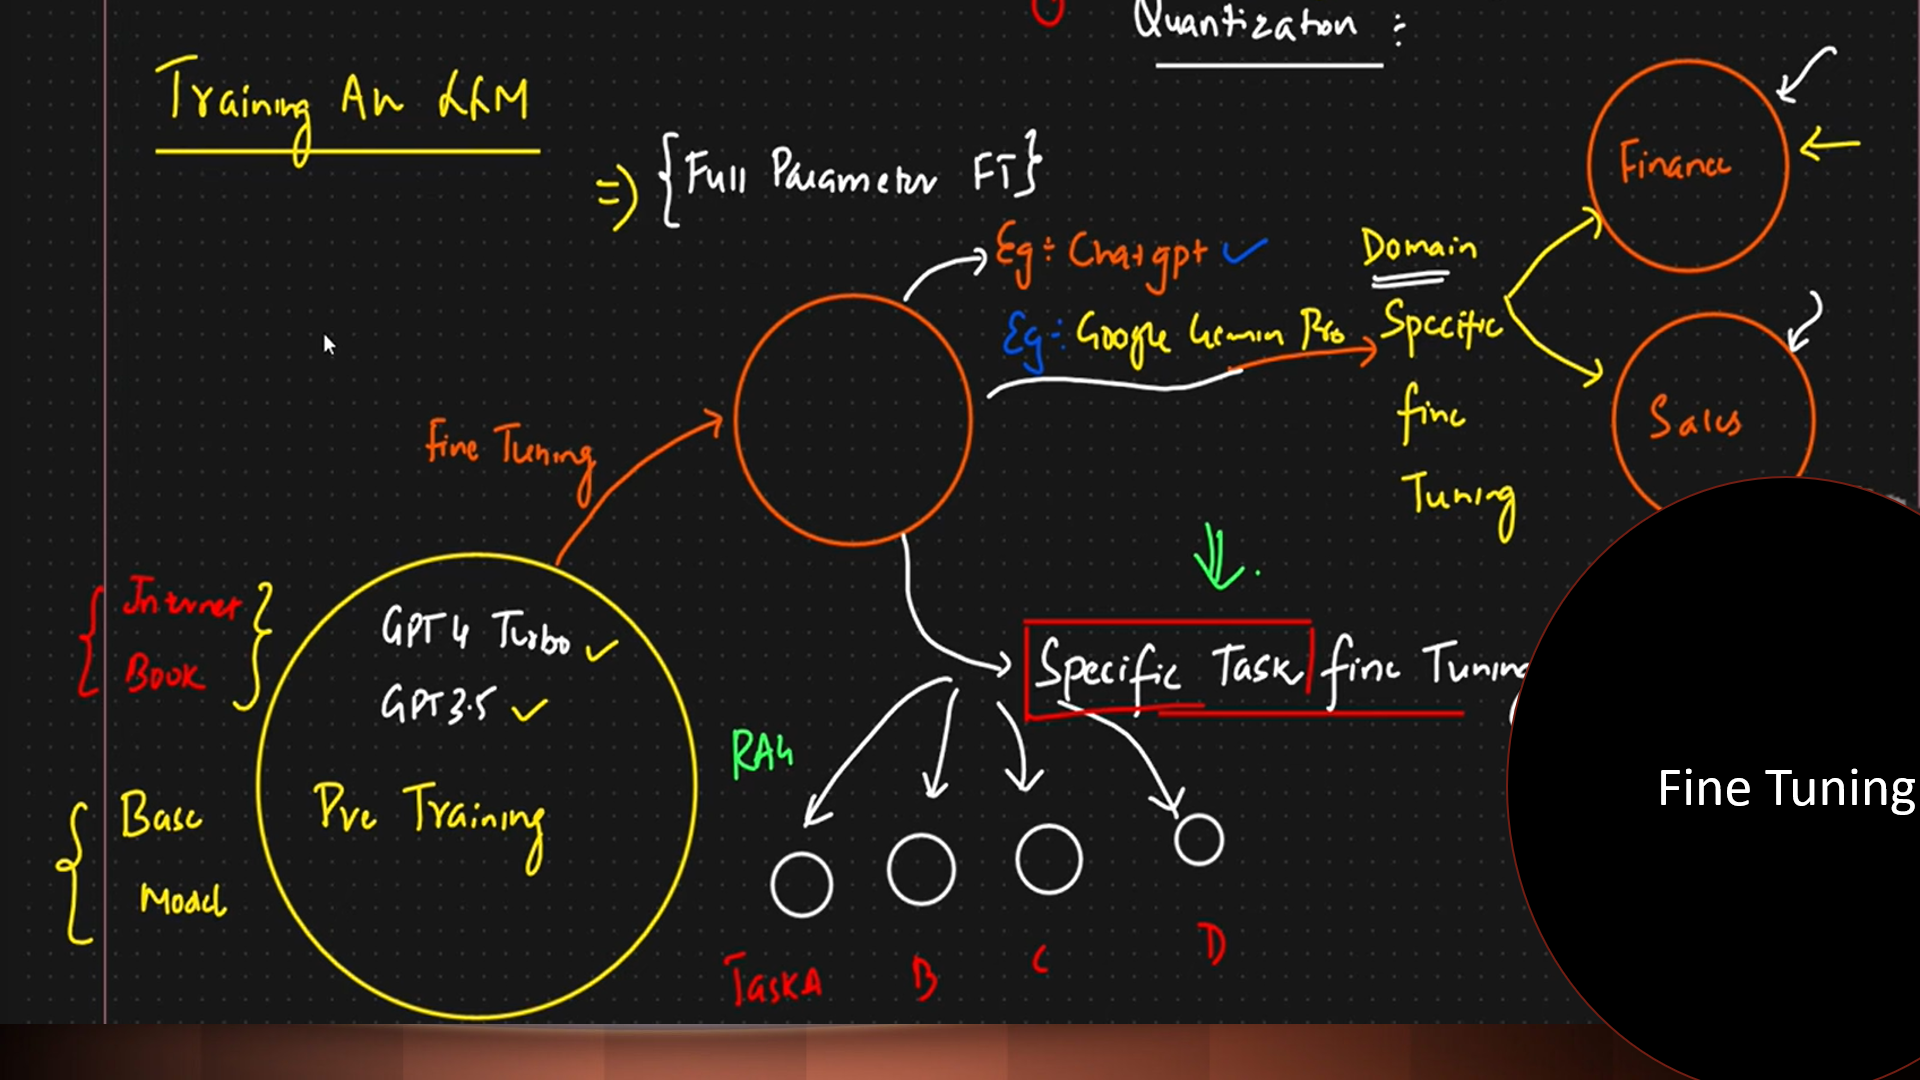 Quantization :
Training An LLM
=> {Full Parameter FT}
Finance
Eg: Chatgpt ✓
Eg: Google Gemini Pro
Domain
Specific
fine
Tuning
Sales
Fine Tuning
Internet
Book
GPT4 Turbo ✓
GPT3.5 ✓
Pre Training
Base
Model
Specific Task fine Tuning
RAG
Task A
B
C
D
Fine Tuning